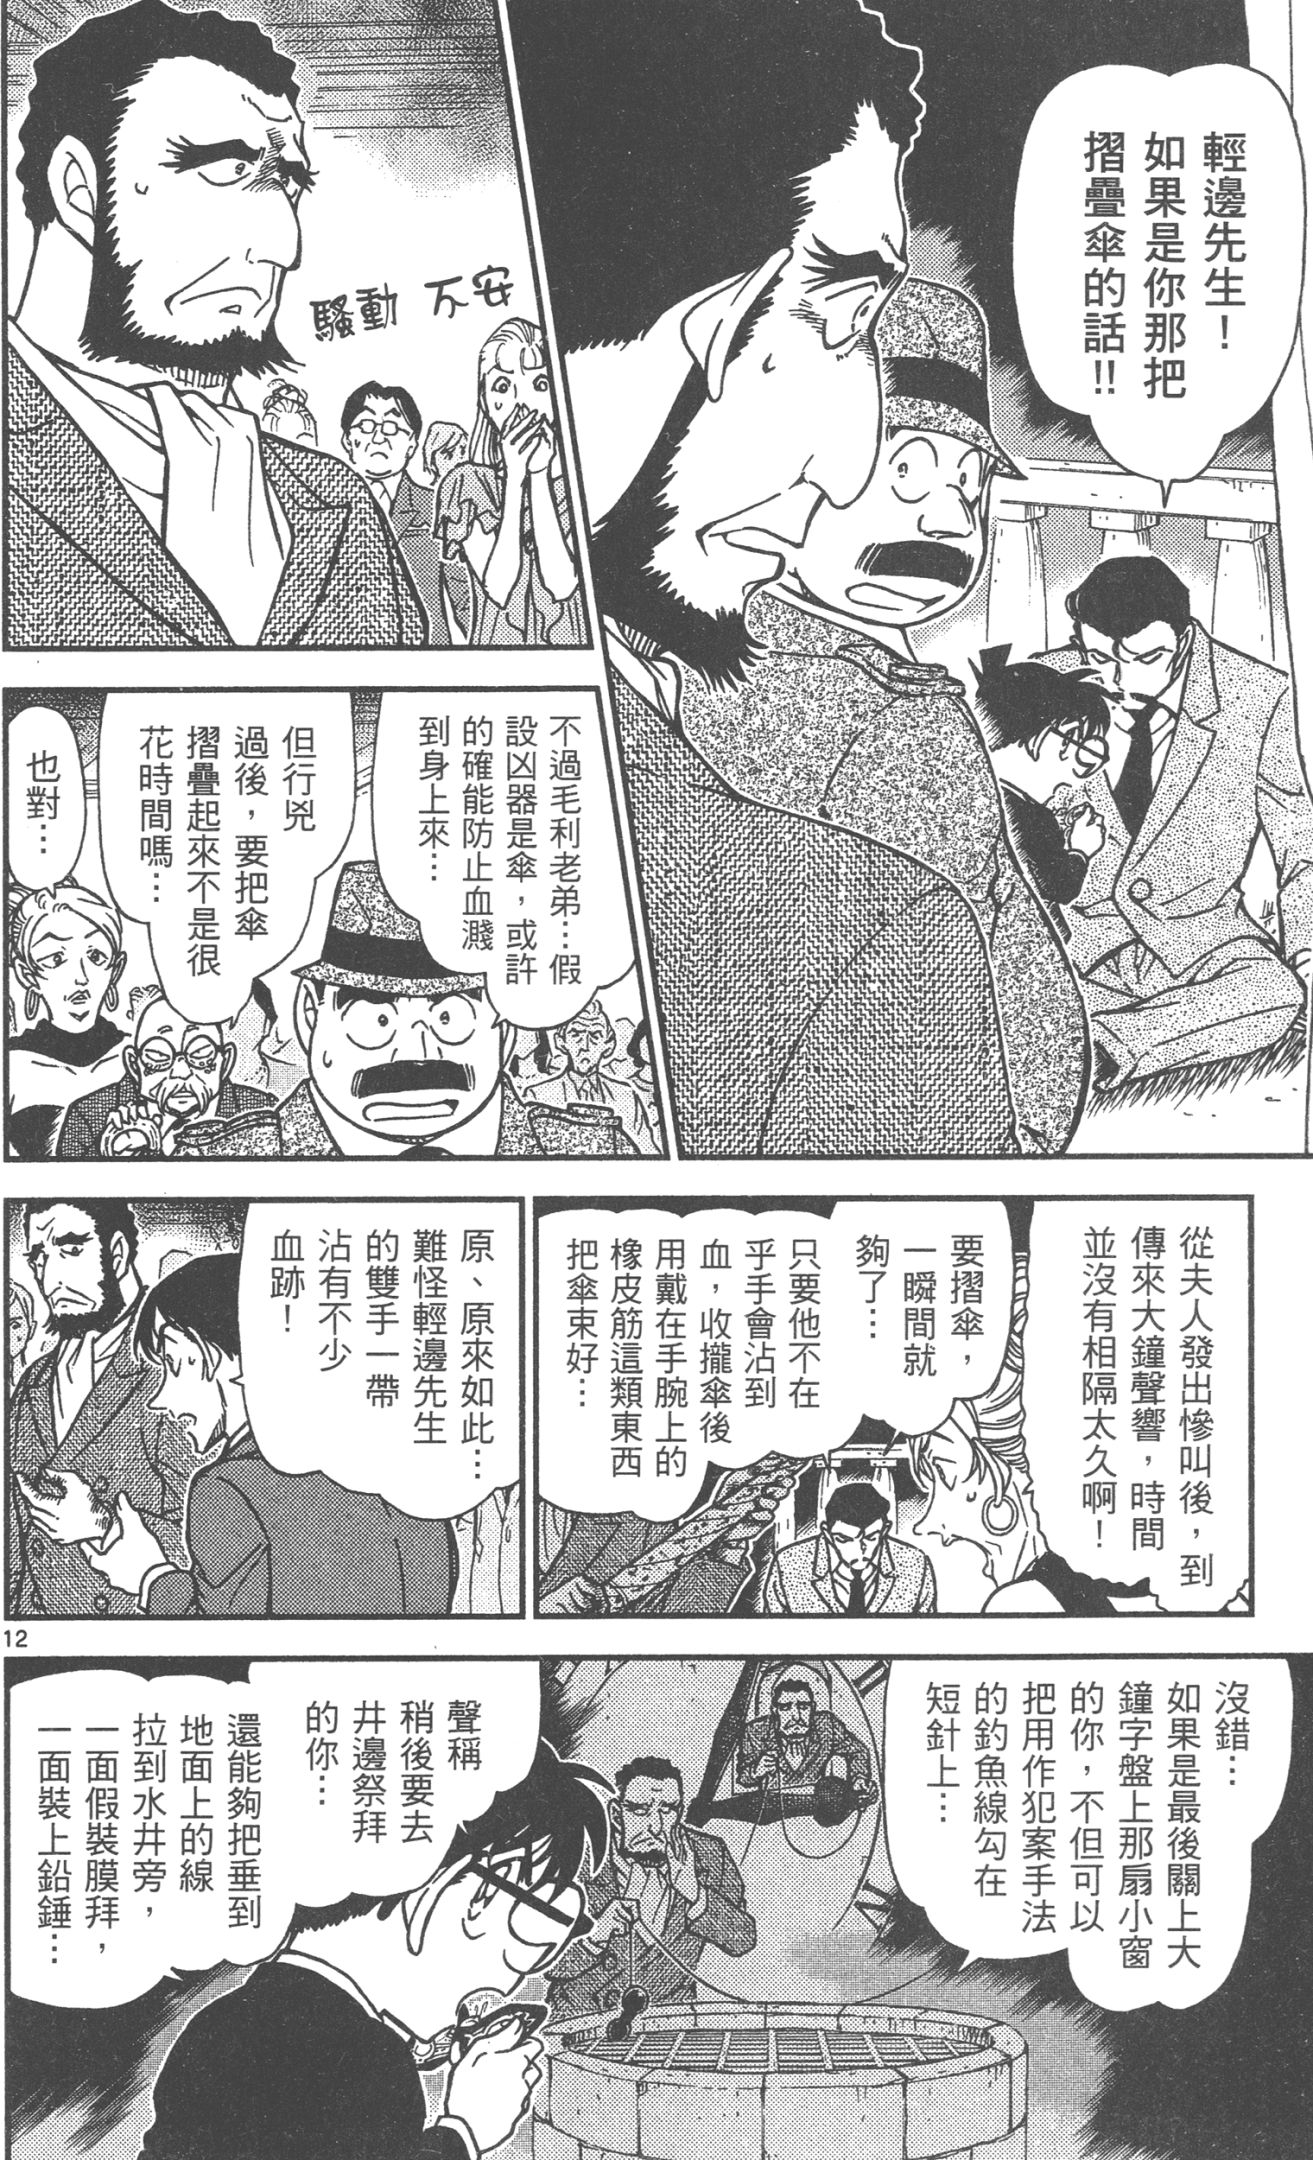 輕邊先生！
如果是你那把
摺疊傘的話!!
騷動
不安
不過毛利老弟…假
設凶器是傘，或許
的確能防止血濺
到身上來…
但行兇
過後，要把傘
摺疊起來不是很
花時間嗎…
也對…
從夫人發出慘叫後，到
傳來大鐘聲響，時間
並沒有相隔太久啊！
要摺傘，
一瞬間就
夠了…
只要他不在
乎手會沾到
血，收攏傘後
用戴在手腕上的
橡皮筋這類東西
把傘束好…
原、原來如此…
難怪輕邊先生
的雙手一帶
沾有不少
血跡！
12
沒錯…
如果是最後關上大
鐘字盤上那扇小窗
的你，不但可以
把用作犯案手法
的釣魚線勾在
短針上…
聲稱
稍後要去
井邊祭拜
的你…
還能夠把垂到
地面上的線
拉到水井旁，
一面假裝膜拜，
一面裝上鉛錘…